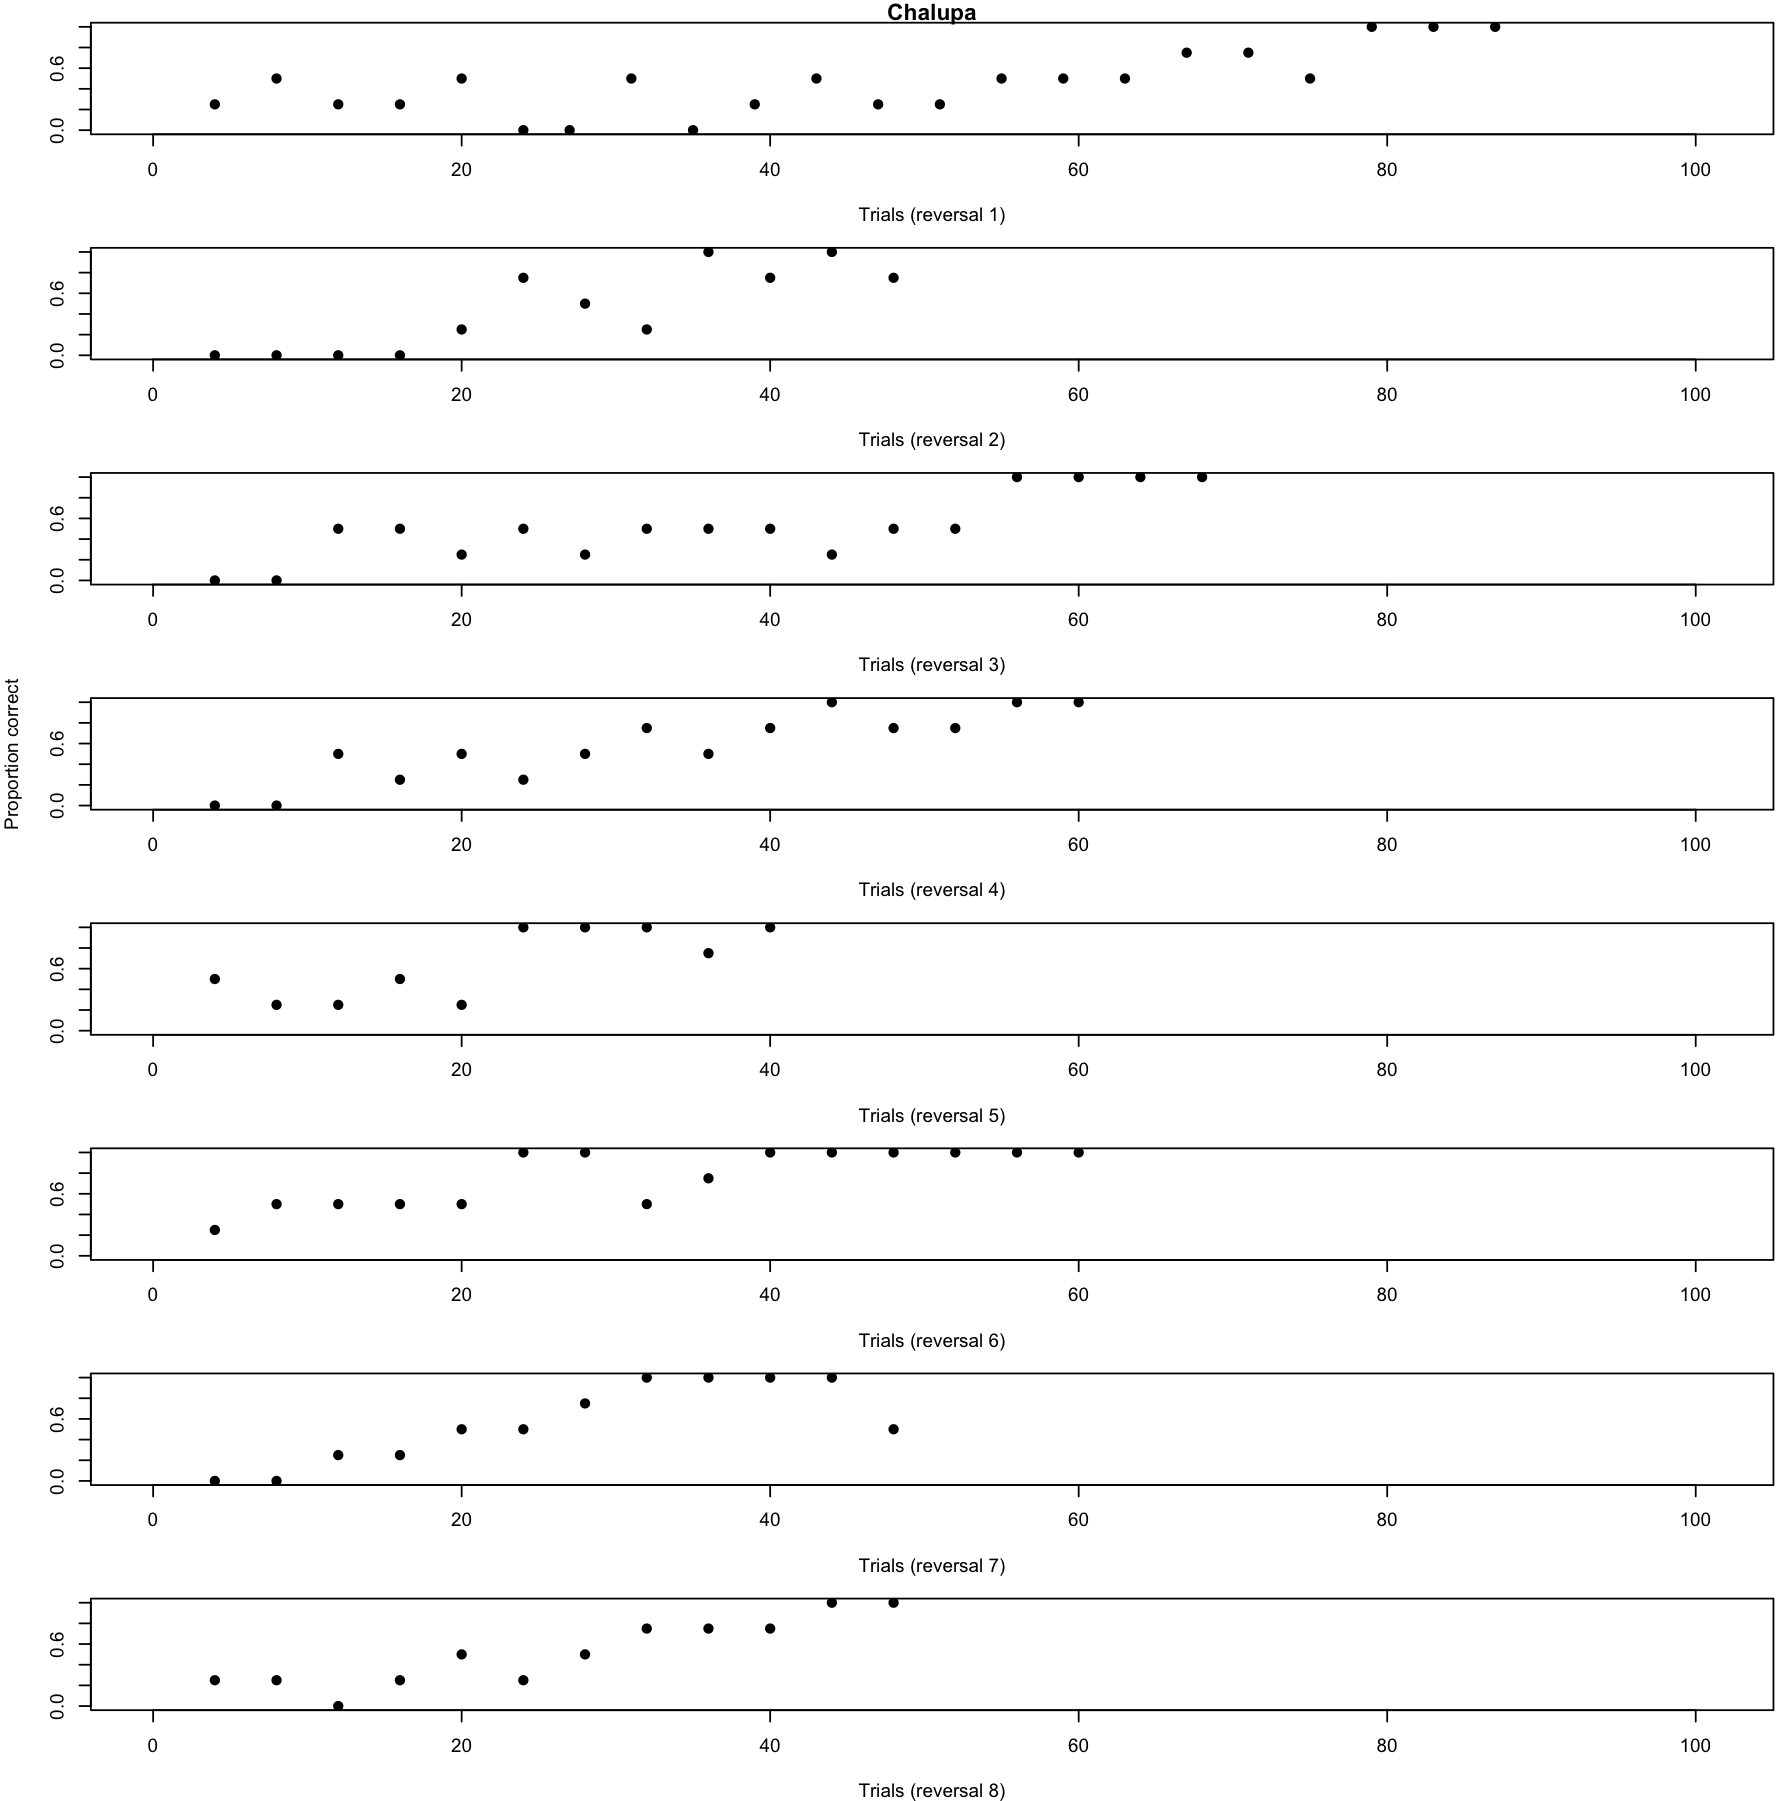 Chalupa
0.0 0.6
0 20 40 60 80 100
Trials (reversal 1)
0.0 0.6
0 20 40 60 80 100
Trials (reversal 2)
0.0 0.6
0 20 40 60 80 100
Trials (reversal 3)
Proportion correct
0.0 0.6
0 20 40 60 80 100
Trials (reversal 4)
0.0 0.6
0 20 40 60 80 100
Trials (reversal 5)
0.0 0.6
0 20 40 60 80 100
Trials (reversal 6)
0.0 0.6
0 20 40 60 80 100
Trials (reversal 7)
0.0 0.6
0 20 40 60 80 100
Trials (reversal 8)